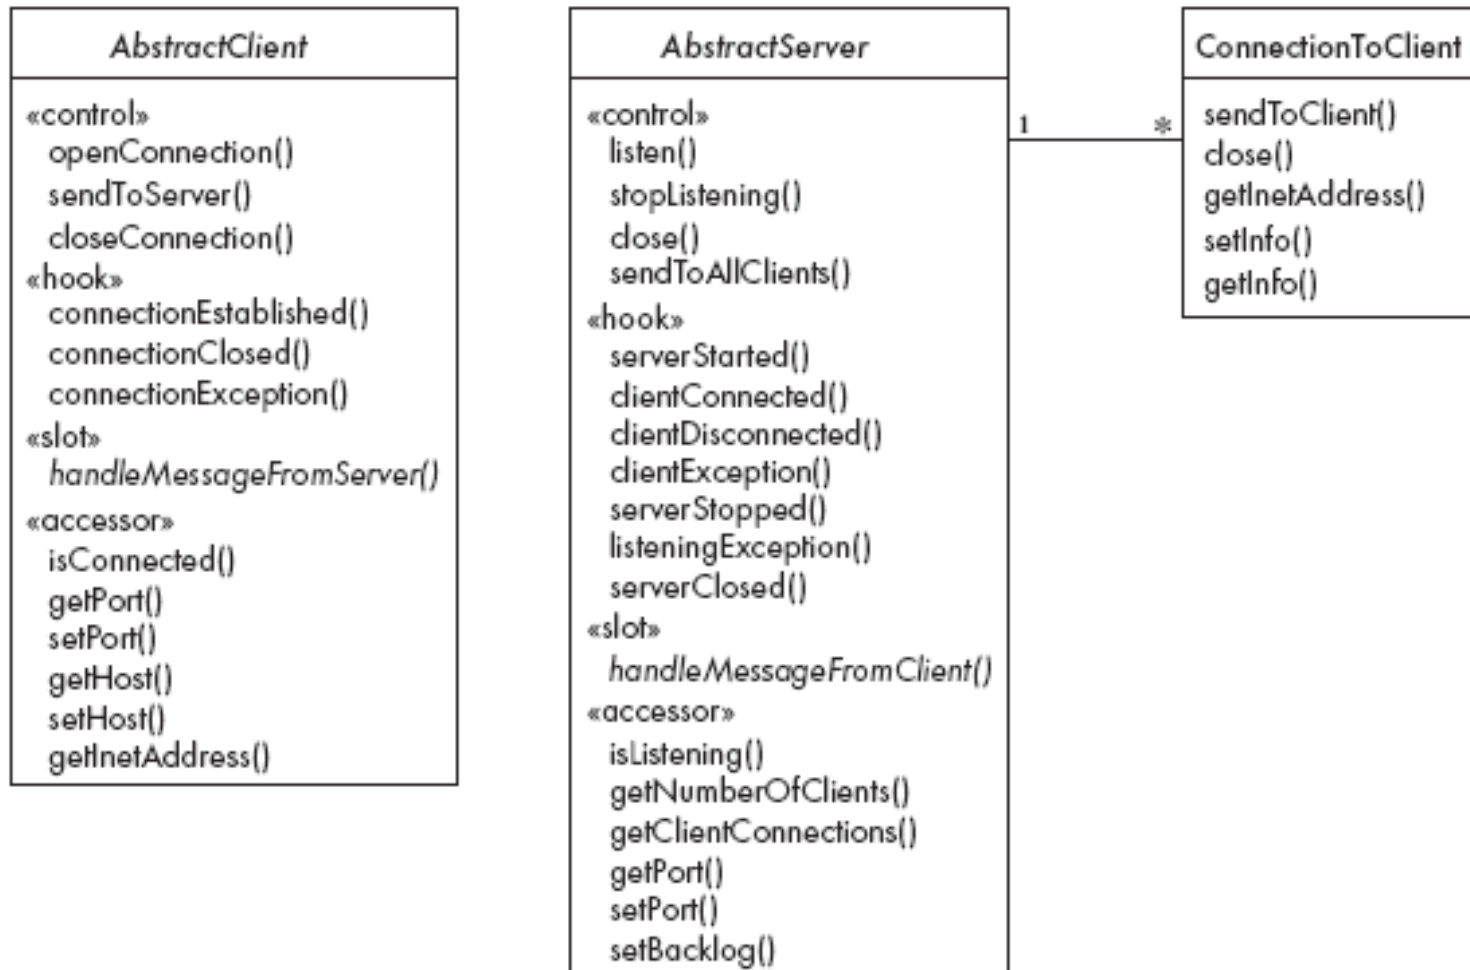 AbstractClient
«control»
openConnection()
sendToServer()
closeConnection()
«hook»
connectionEstablished()
connectionClosed()
connectionException()
«slot»
handleMessageFromServer()
«accessor»
isConnected()
getPort()
setPort()
getHost()
setHost()
getInetAddress()
AbstractServer
«control»
listen()
stopListening()
close()
sendToAllClients()
«hook»
serverStarted()
clientConnected()
clientDisconnected()
clientException()
serverStopped()
listeningException()
serverClosed()
«slot»
handleMessageFromClient()
«accessor»
isListening()
getNumberOfClients()
getClientConnections()
getPort()
setPort()
setBacklog()
1 *
ConnectionToClient
sendToClient()
close()
getInetAddress()
setInfo()
getInfo()